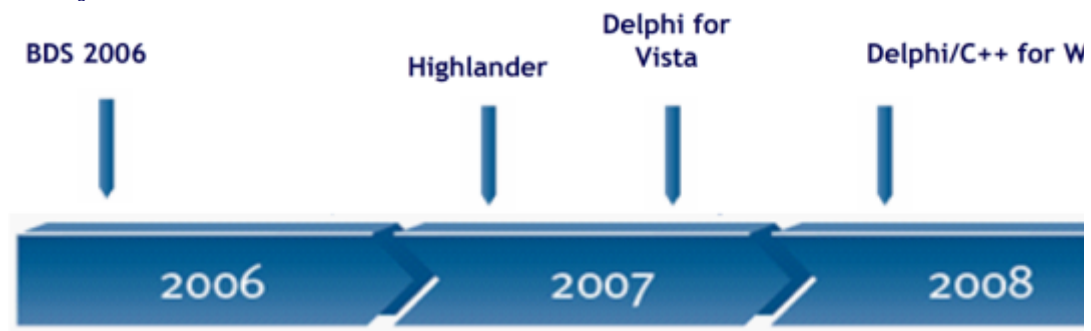 BDS 2006
Highlander
Delphi for
Vista
Delphi/C++ for W
2006
2007
2008